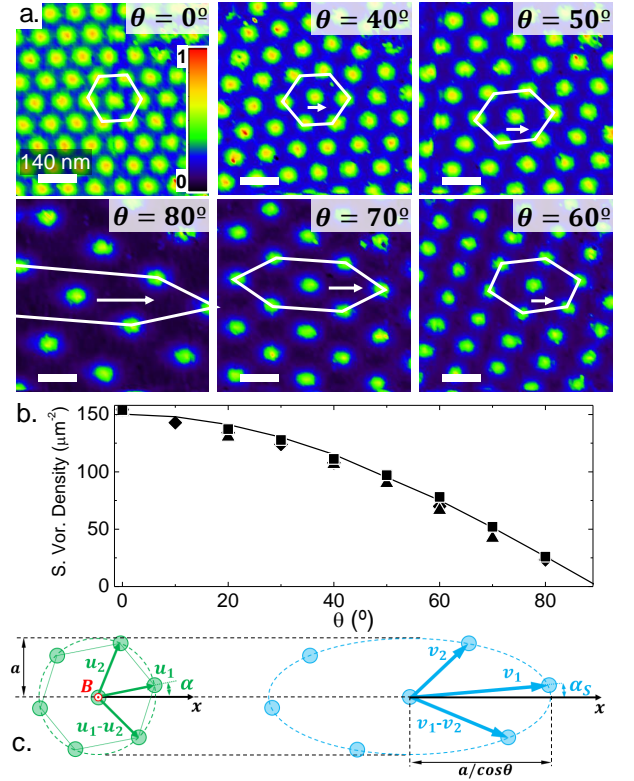 a.
θ = 0º
θ = 40º
θ = 50º
1
0
140 nm
θ = 80º
θ = 70º
θ = 60º
b.
S. Vor. Density (μm⁻²)
150
100
50
0
0 20 40 60 80
θ (º)
a
u₂
u₁
B
α
x
u₁-u₂
v₂
v₁
αS
x
v₁-v₂
c.
a/cosθ